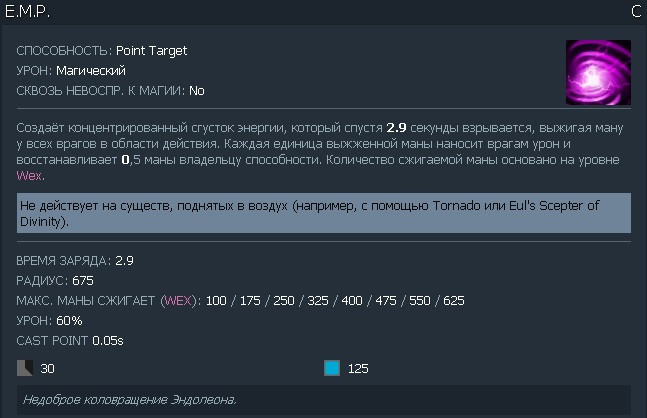 E.M.P. C
СПОСОБНОСТЬ: Point Target
УРОН: Магический
СКВОЗЬ НЕВОСПР. К МАГИИ: No
Создаёт концентрированный сгусток энергии, который спустя 2.9 секунды взрывается, выжигая ману
у всех врагов в области действия. Каждая единица выжженной маны наносит врагам урон и
восстанавливает 0,5 маны владельцу способности. Количество сжигаемой маны основано на уровне
Wex.
Не действует на существ, поднятых в воздух (например, с помощью Tornado или Eul's Scepter of
Divinity).
ВРЕМЯ ЗАРЯДА: 2.9
РАДИУС: 675
МАКС. МАНЫ СЖИГАЕТ (WEX): 100 / 175 / 250 / 325 / 400 / 475 / 550 / 625
УРОН: 60%
CAST POINT 0.05s
30 125
Недоброе коловращение Эндолеона.